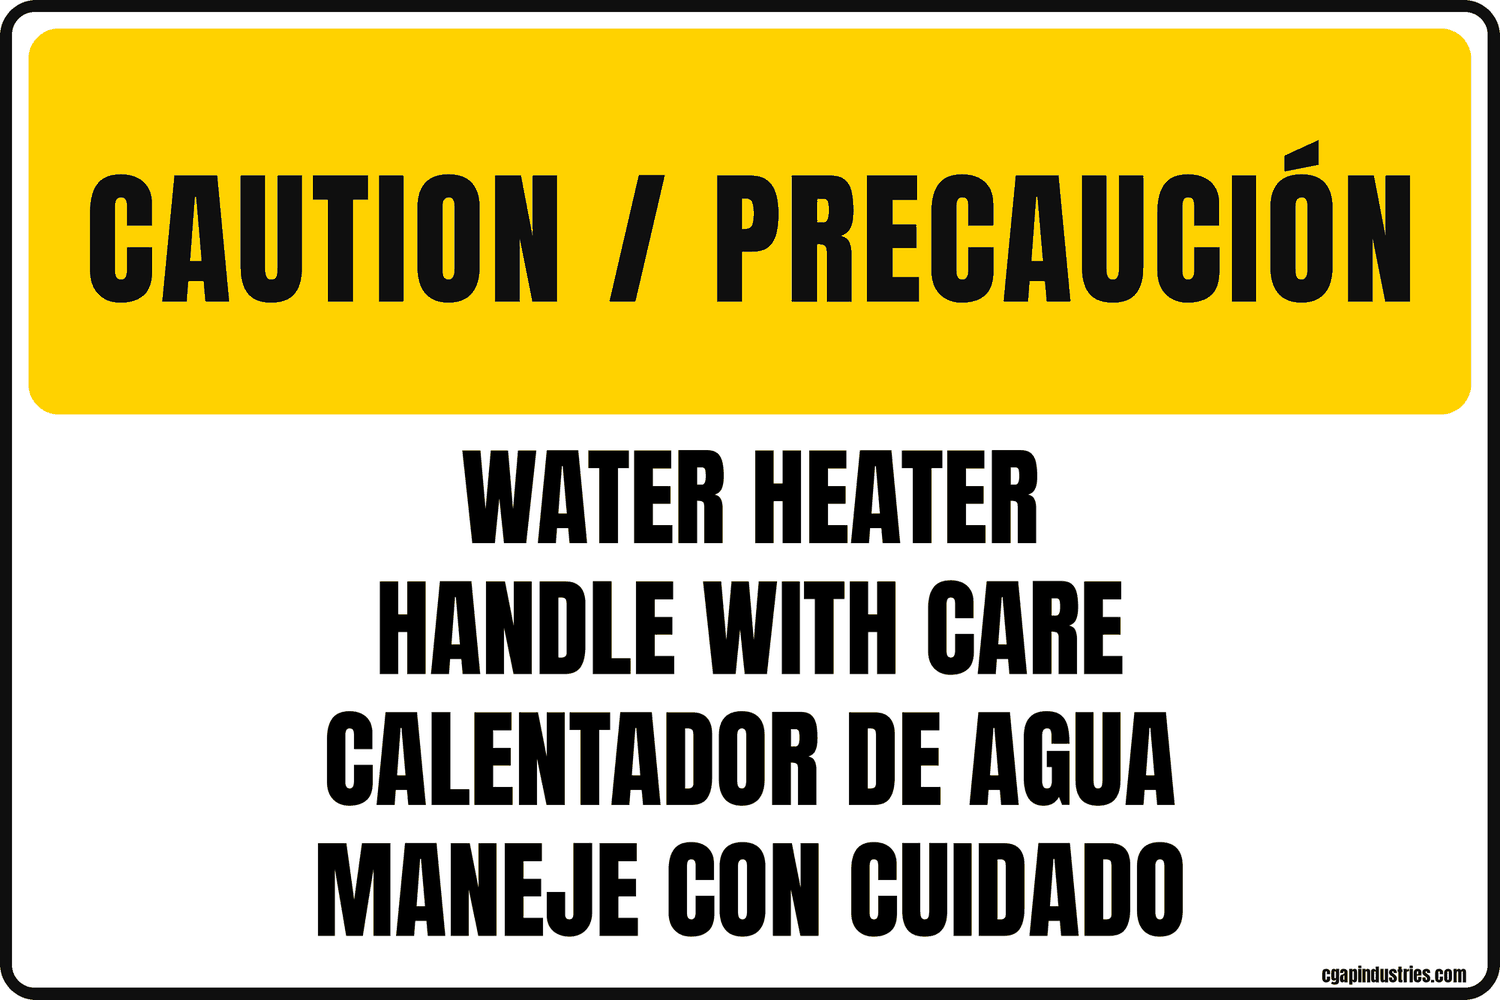 CAUTION / PRECAUCIÓN
WATER HEATER
HANDLE WITH CARE
CALENTADOR DE AGUA
MANEJE CON CUIDADO
cgapindustries.com